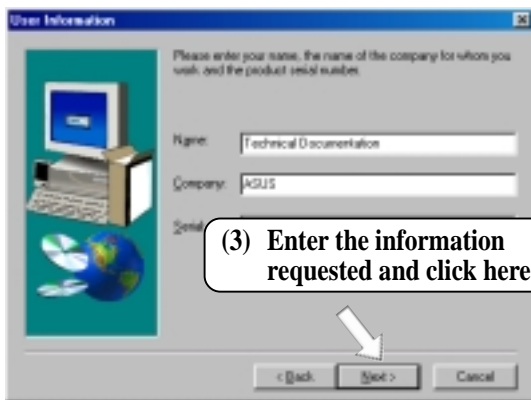 User Information
Please enter your name, the name of the company for whom you
work and the product serial number.
Name: Technical Documentation
Company: ASUS
Serial
(3) Enter the information
requested and click here
< Back
Next >
Cancel